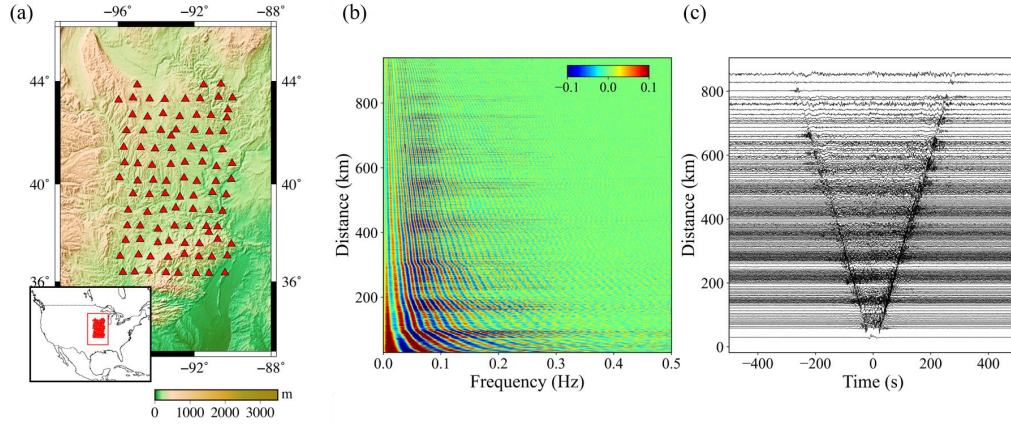 (a)
−96° −92° −88°
44° 44°
40° 40°
36° 36°
−92° −88°
m
0 1000 2000 3000
(b)
−0.1 0.0 0.1
800
600
400
200
Distance (km)
0.0 0.1 0.2 0.3 0.4 0.5
Frequency (Hz)
(c)
800
600
400
200
0
Distance (km)
−400 −200 0 200 400
Time (s)